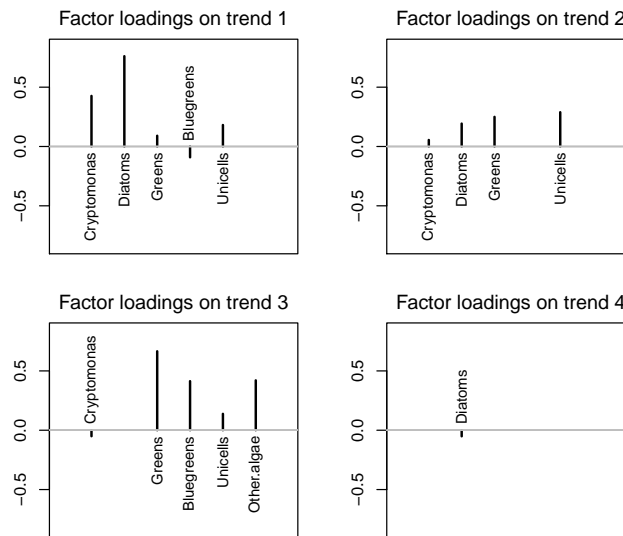 Factor loadings on trend 1
0.5
0.0
−0.5
Cryptomonas
Diatoms
Greens
Bluegreens
Unicells
Factor loadings on trend 2
0.5
0.0
−0.5
Cryptomonas
Diatoms
Greens
Unicells
Factor loadings on trend 3
0.5
0.0
−0.5
Cryptomonas
Greens
Bluegreens
Unicells
Other.algae
Factor loadings on trend 4
0.5
0.0
−0.5
Diatoms